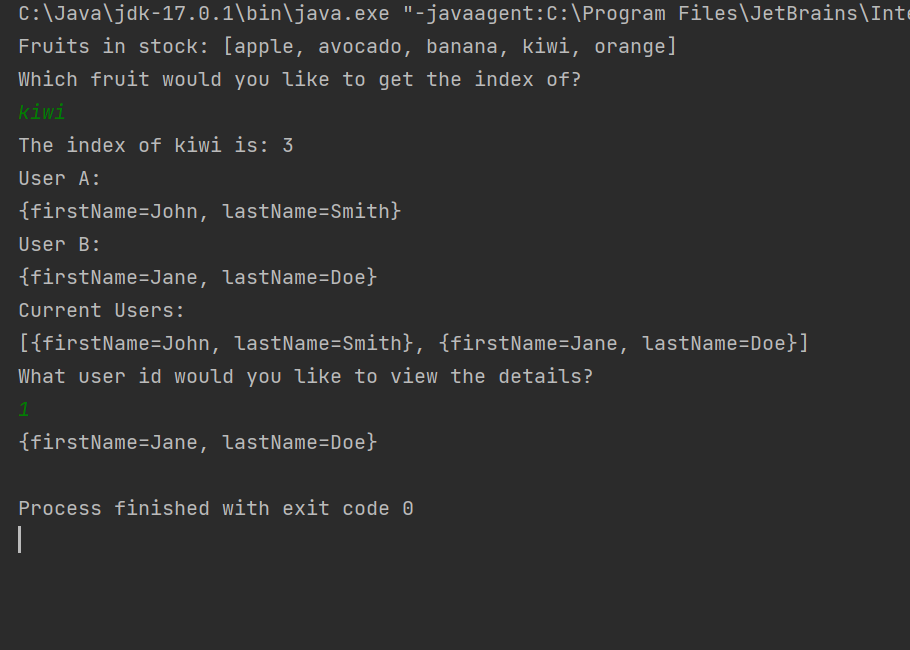 C:\Java\jdk-17.0.1\bin\java.exe "-javaagent:C:\Program Files\JetBrains\Inte
Fruits in stock: [apple, avocado, banana, kiwi, orange]
Which fruit would you like to get the index of?
kiwi
The index of kiwi is: 3
User A:
{firstName=John, lastName=Smith}
User B:
{firstName=Jane, lastName=Doe}
Current Users:
[{firstName=John, lastName=Smith}, {firstName=Jane, lastName=Doe}]
What user id would you like to view the details?
1
{firstName=Jane, lastName=Doe}
Process finished with exit code 0